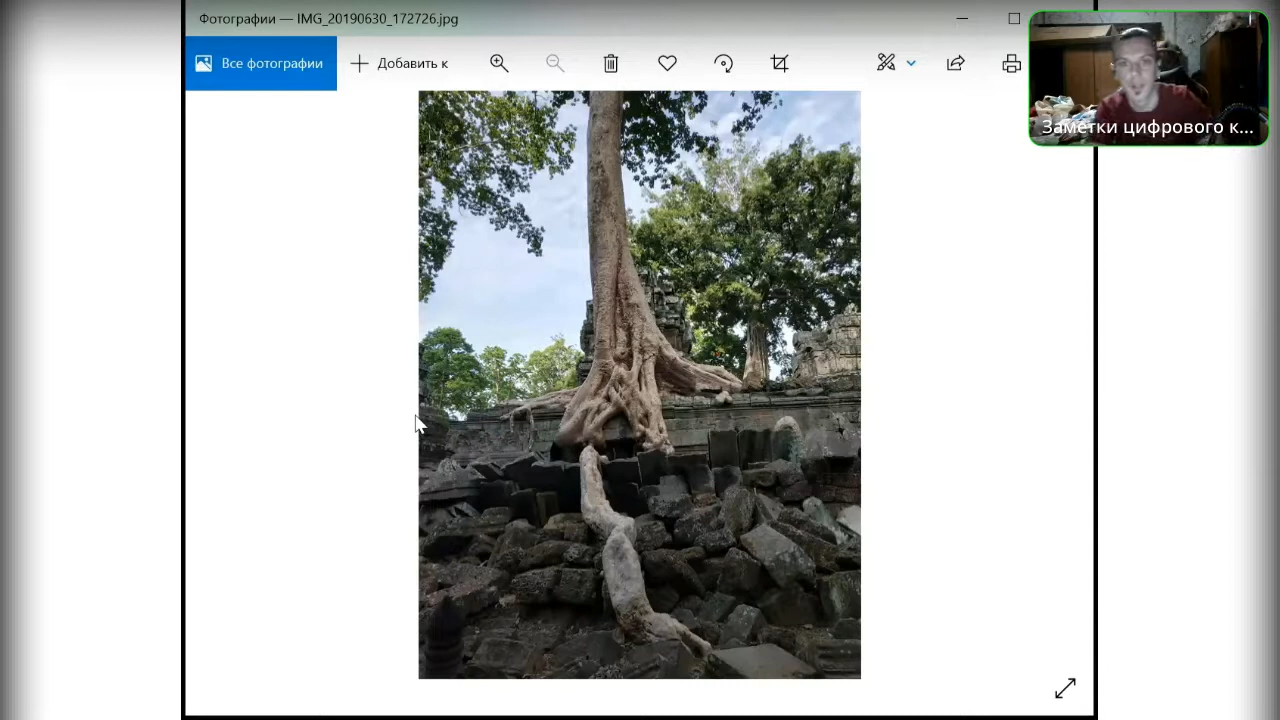 Фотографии — IMG_20190630_172726.jpg
Все фотографии
Добавить к
Заметки цифрового к...